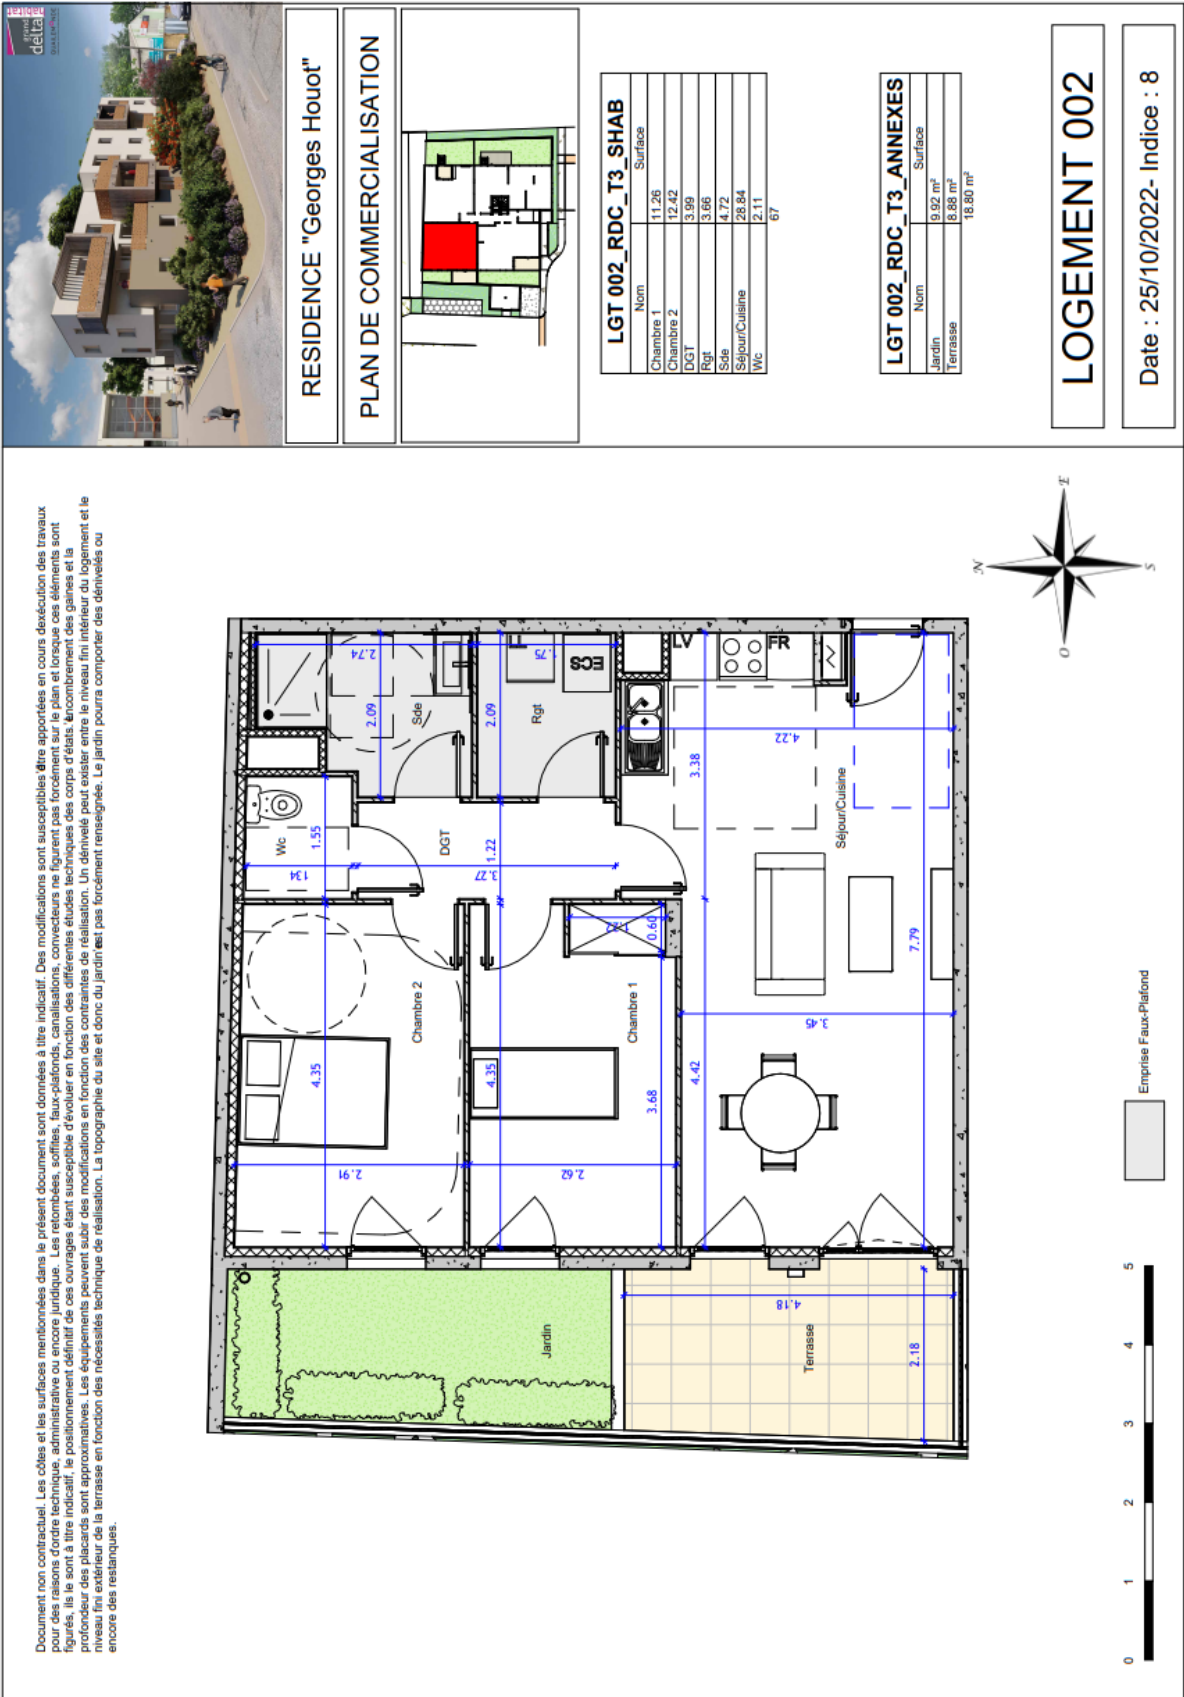 grand
delta
habitat
QUALEMONDE
RESIDENCE "Georges Houot"
PLAN DE COMMERCIALISATION
LGT 002_RDC_T3_SHAB
Nom Surface
Chambre 1 11.26
Chambre 2 12.42
DGT 3.99
Rgt 3.66
Sde 4.72
Séjour/Cuisine 28.84
Wc 2.11
67
LGT 002_RDC_T3_ANNEXES
Nom Surface
Jardin 9.92 m²
Terrasse 8.88 m²
18.80 m²
LOGEMENT 002
Date : 25/10/2022- Indice : 8
Document non contractuel. Les côtes et les surfaces mentionnées dans le présent document sont données à titre indicatif. Des modifications sont susceptibles d'être apportées en cours d'exécution des travaux
pour des raisons d'ordre technique, administrative ou encore juridique. Les retombées, soffites, faux-plafonds, canalisations, convecteurs ne figurent pas forcément sur le plan et lorsque ces éléments sont
figurés, ils le sont à titre indicatif, le positionnement définitif de ces ouvrages étant susceptible d'évoluer en fonction des différentes études techniques des corps d'états. L'encombrement des gaines et la
profondeur des placards sont approximatives. Les équipements peuvent subir des modifications en fonction des contraintes de réalisation. Un dénivelé peut exister entre le niveau fini intérieur du logement et le
niveau fini extérieur de la terrasse en fonction des nécessités technique de réalisation. La topographie du site et donc du jardin n'est pas forcément renseignée. Le jardin pourra comporter des dénivelés ou
encore des restanques.
2.74
2.09
Sde
1.75
2.09
Rgt
ECS
LL
LV
FR
4.22
3.38
Séjour/Cuisine
Wc
1.55
134
DGT
1.22
3.27
0.60
7.79
Chambre 2
4.35
2.91
Chambre 1
4.35
3.68
2.62
4.42
3.45
Jardin
4.18
Terrasse
2.18
N
E
S
O
Emprise Faux-Plafond
0 1 2 3 4 5